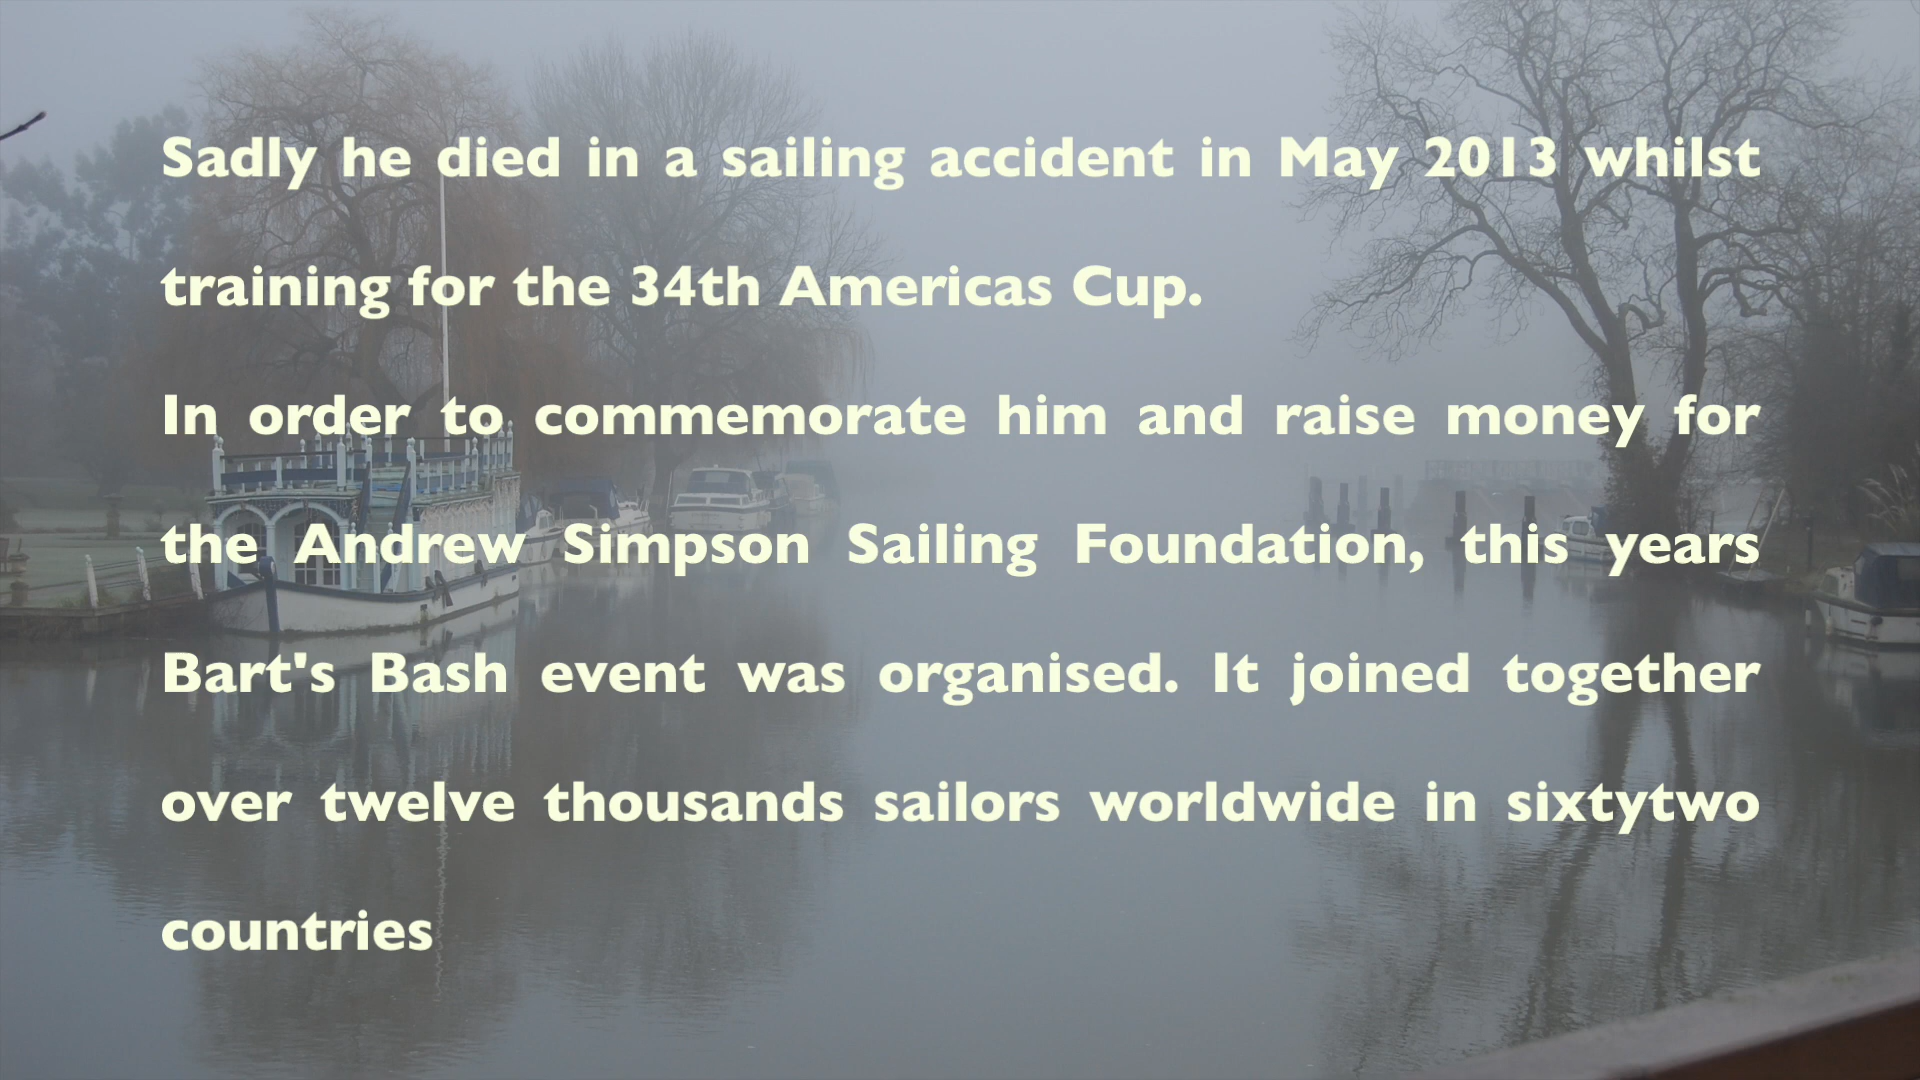 Sadly he died in a sailing accident in May 2013 whilst
training for the 34th Americas Cup.
In order to commemorate him and raise money for
the Andrew Simpson Sailing Foundation, this years
Bart's Bash event was organised. It joined together
over twelve thousands sailors worldwide in sixtytwo
countries